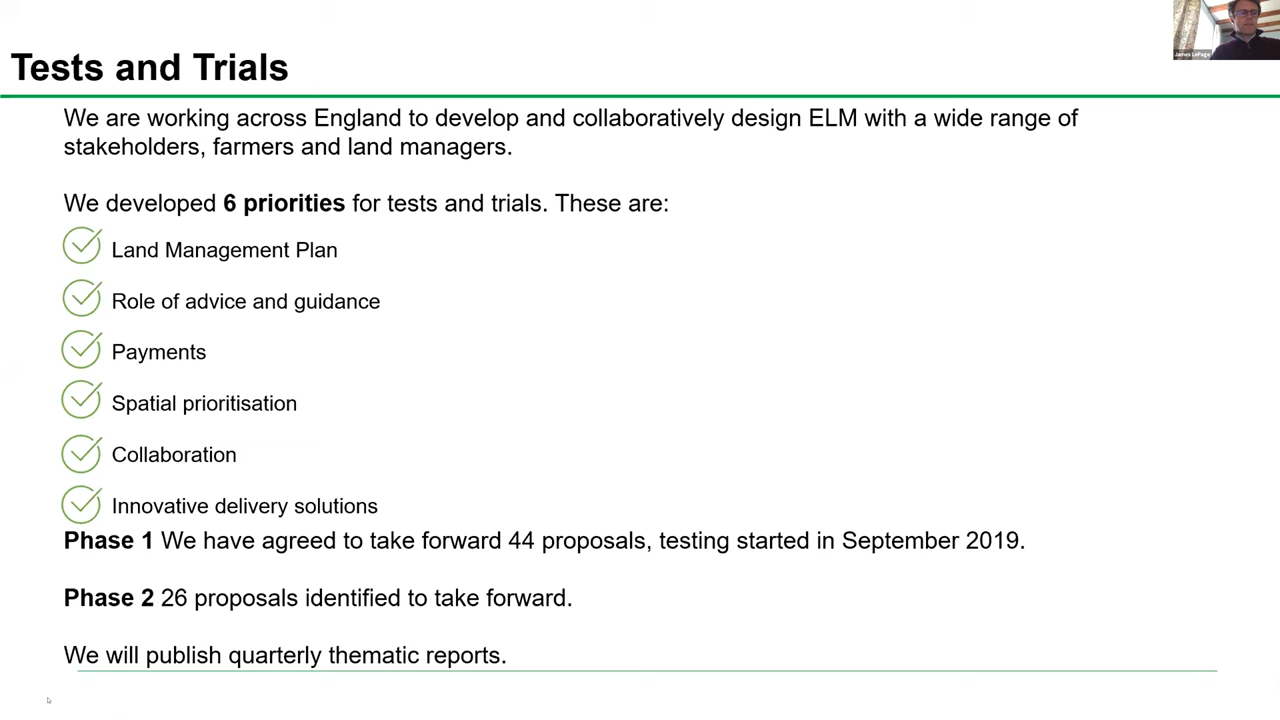 James LePage
Tests and Trials
We are working across England to develop and collaboratively design ELM with a wide range of
stakeholders, farmers and land managers.
We developed 6 priorities for tests and trials. These are:
Land Management Plan
Role of advice and guidance
Payments
Spatial prioritisation
Collaboration
Innovative delivery solutions
Phase 1 We have agreed to take forward 44 proposals, testing started in September 2019.
Phase 2 26 proposals identified to take forward.
We will publish quarterly thematic reports.